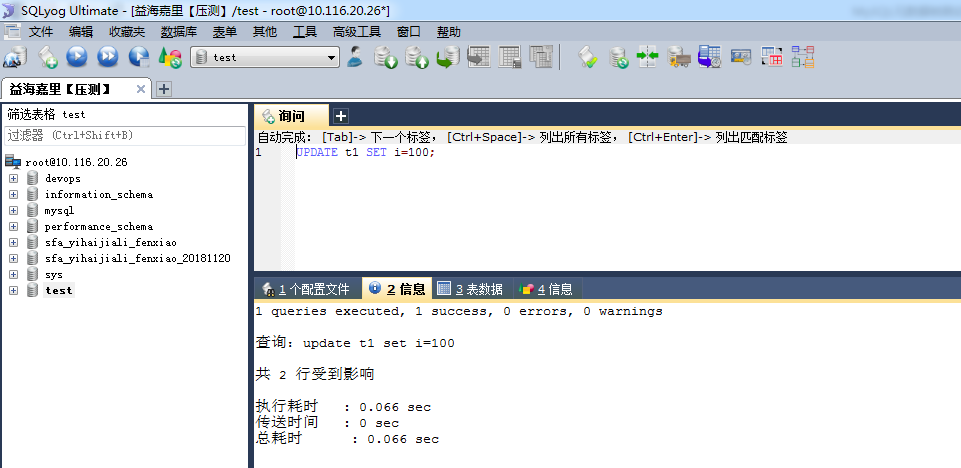 SQLyog Ultimate - [益海嘉里【压测】/test - root@10.116.20.26*]
文件 编辑 收藏夹 数据库 表单 其他 工具 高级工具 窗口 帮助
test
益海嘉里【压测】
筛选表格 test
过滤器 (Ctrl+Shift+B)
root@10.116.20.26
devops
information_schema
mysql
performance_schema
sfa_yihaijiali_fenxiao
sfa_yihaijiali_fenxiao_20181120
sys
test
询问
自动完成: [Tab]-> 下一个标签, [Ctrl+Space]-> 列出所有标签, [Ctrl+Enter]-> 列出匹配标签
1 UPDATE t1 SET i=100;
1 个配置文件 2 信息 3 表数据 4 信息
1 queries executed, 1 success, 0 errors, 0 warnings
查询: update t1 set i=100
共 2 行受到影响
执行耗时 : 0.066 sec
传送时间 : 0 sec
总耗时 : 0.066 sec